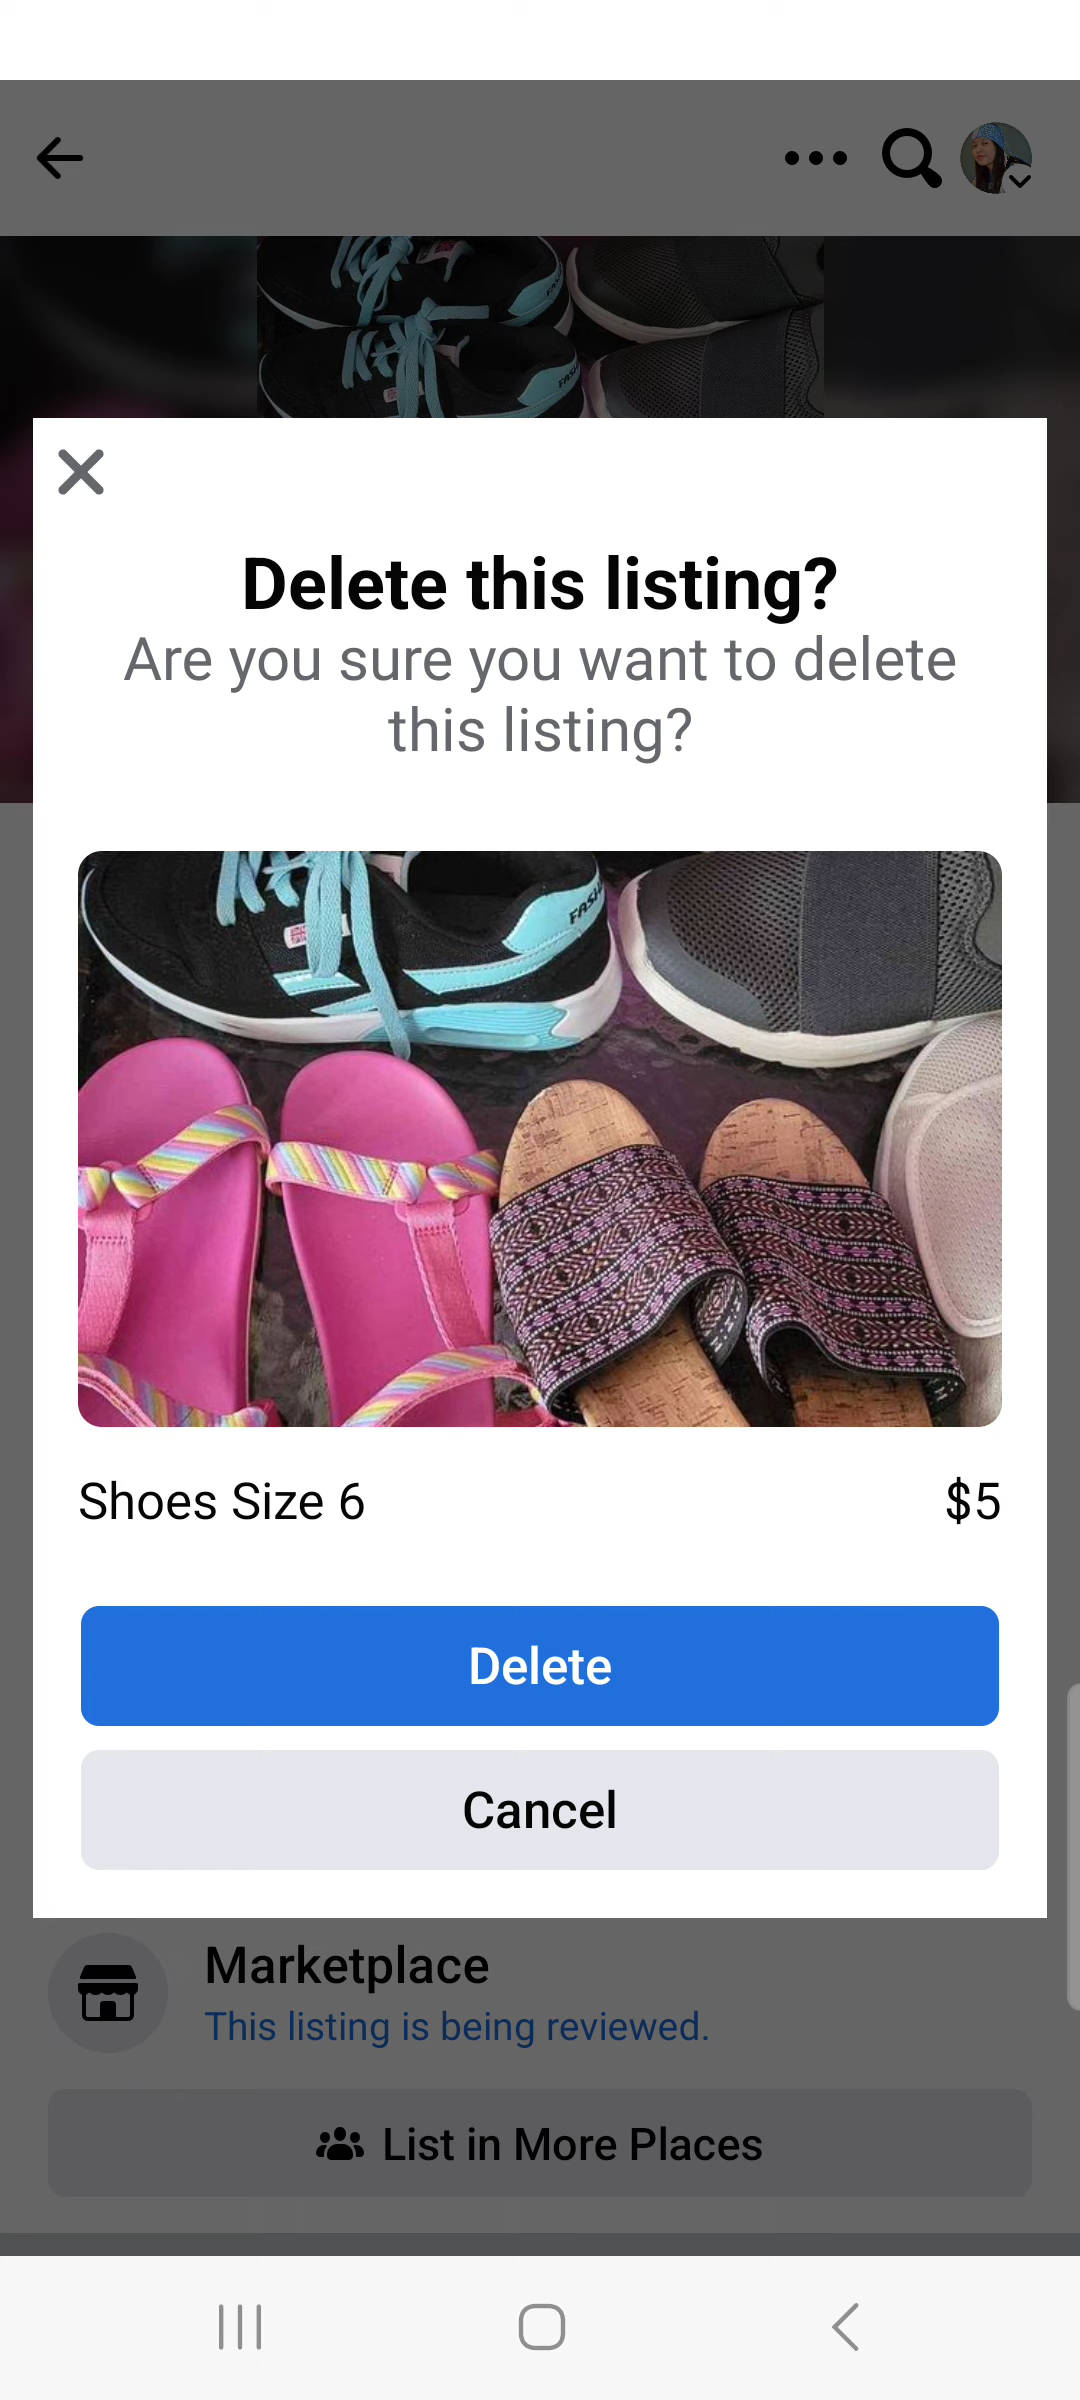 Delete this listing?
Are you sure you want to delete
this listing?
FASH
Shoes Size 6 $5
Delete
Cancel
Marketplace
This listing is being reviewed.
List in More Places